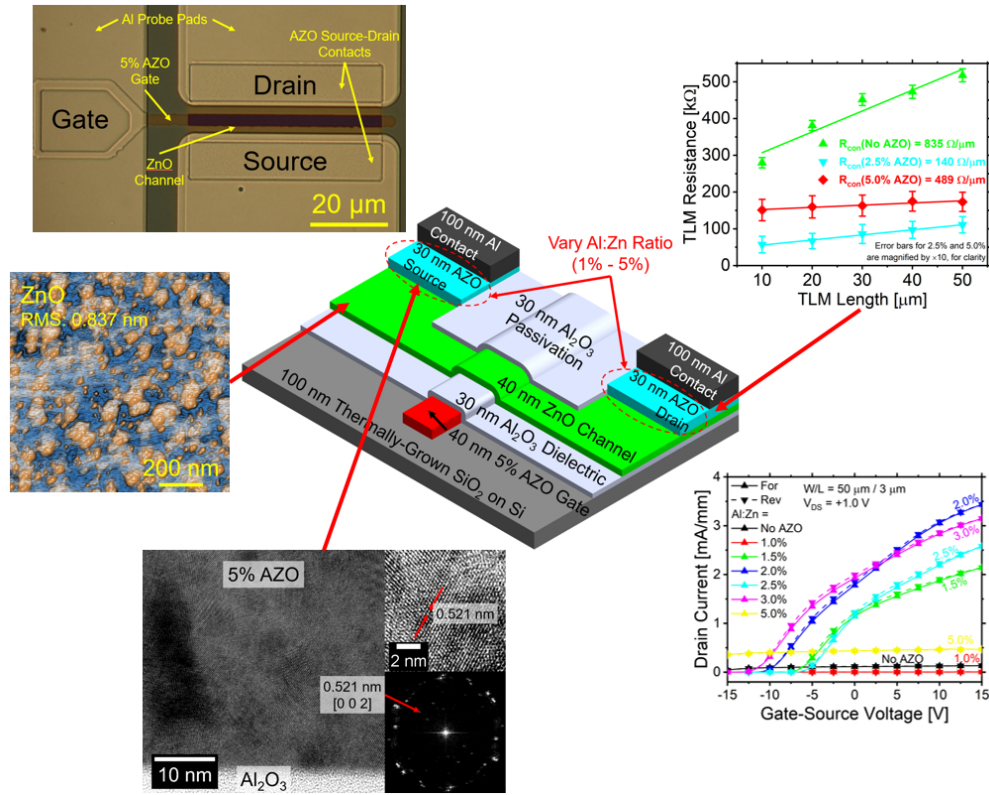 Al Probe Pads
AZO Source-Drain
Contacts
5% AZO
Gate
Drain
Gate
ZnO
Channel
Source
20 µm
TLM Resistance [kΩ]
500
400
300
200
100
0
R_con(No AZO) = 835 Ω/µm
R_con(2.5% AZO) = 140 Ω/µm
R_con(5.0% AZO) = 489 Ω/µm
Error bars for 2.5% and 5.0%
are magnified by ×10, for clarity
10 20 30 40 50
TLM Length [µm]
100 nm Al
Contact
30 nm AZO
Source
Vary Al:Zn Ratio
(1% - 5%)
30 nm Al₂O₃
Passivation
100 nm Al
Contact
30 nm AZO
Drain
40 nm ZnO Channel
30 nm Al₂O₃ Dielectric
40 nm 5% AZO Gate
100 nm Thermally-Grown SiO₂ on Si
ZnO
RMS: 0.837 nm
200 nm
5% AZO
10 nm
Al₂O₃
0.521 nm
2 nm
0.521 nm
[0 0 2]
Drain Current [mA/mm]
4
3
2
1
0
For
Rev
Al:Zn =
No AZO
1.0%
1.5%
2.0%
2.5%
3.0%
5.0%
W/L = 50 µm / 3 µm
V_DS = +1.0 V
2.0%
3.0%
2.5%
1.5%
5.0%
No AZO
1.0%
-15 -10 -5 0 5 10 15
Gate-Source Voltage [V]